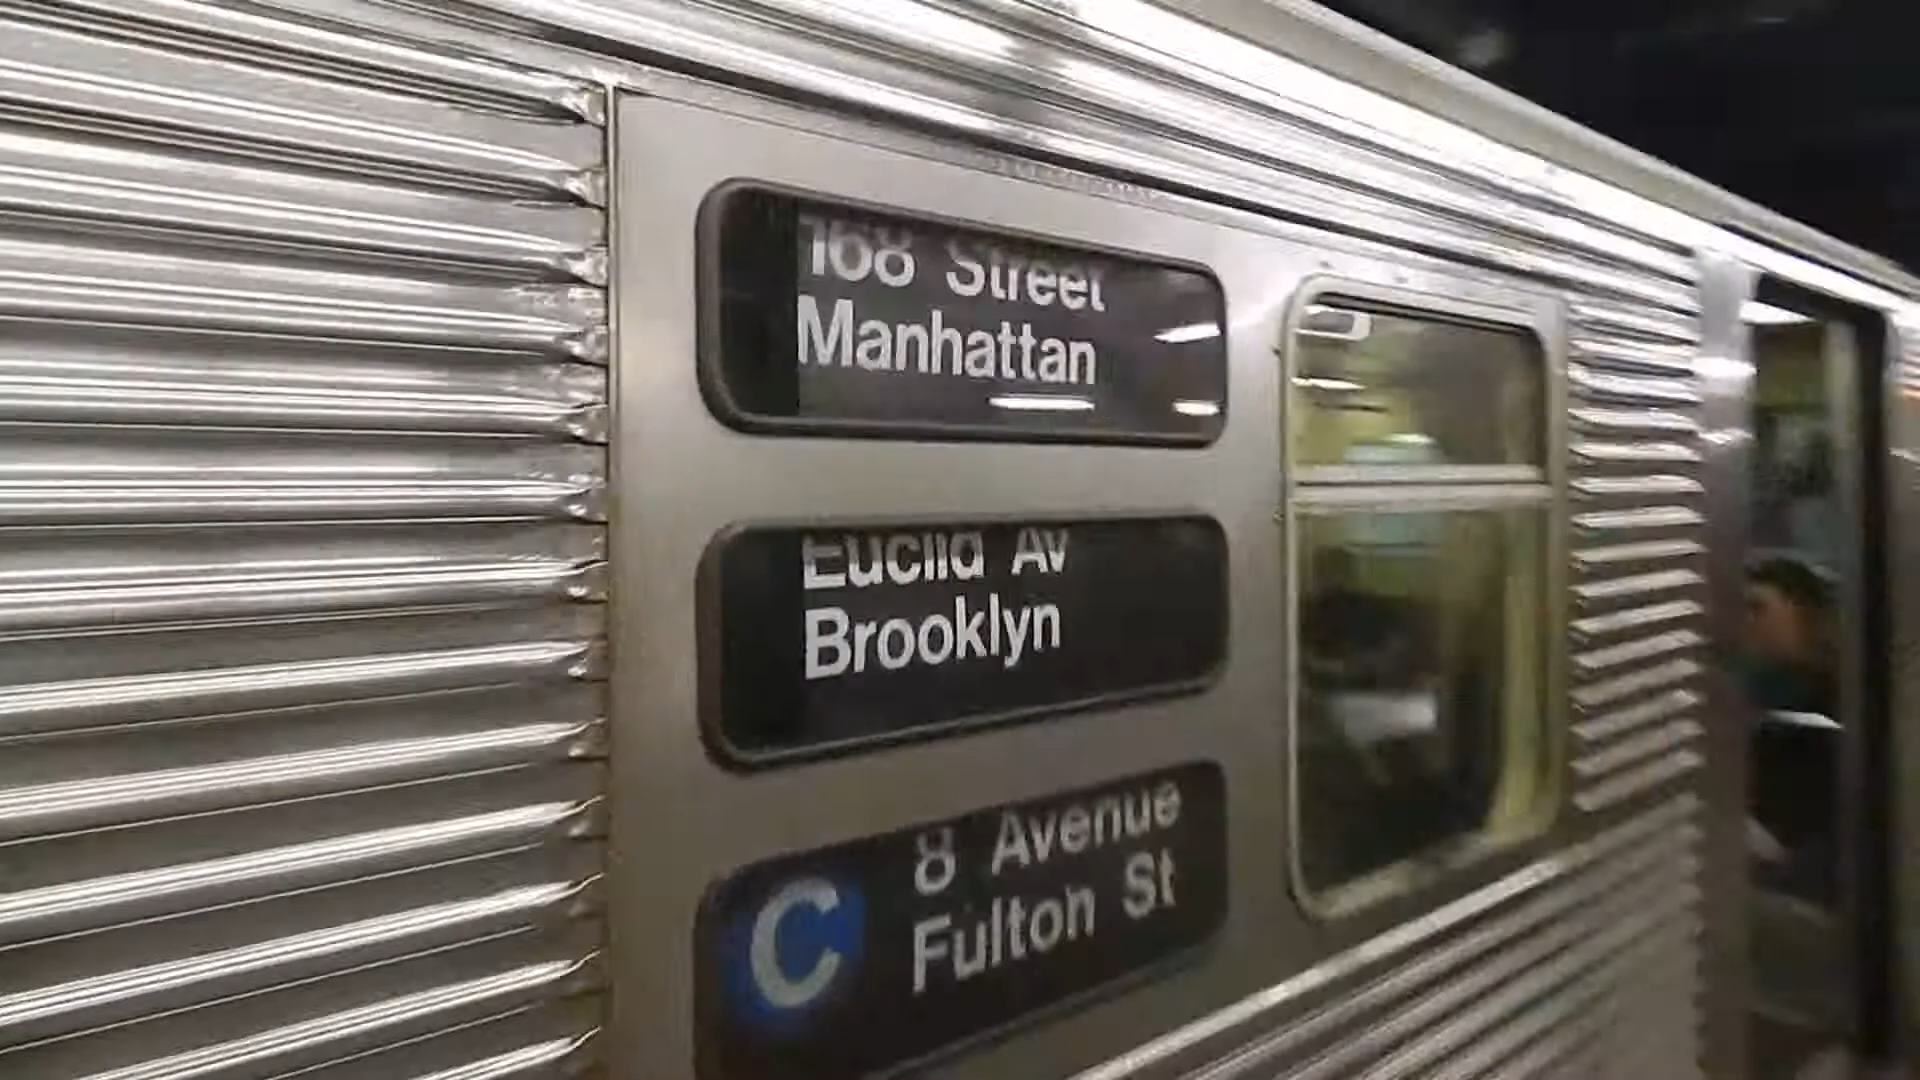 168 Street
Manhattan
Euclid Av
Brooklyn
C
8 Avenue
Fulton St